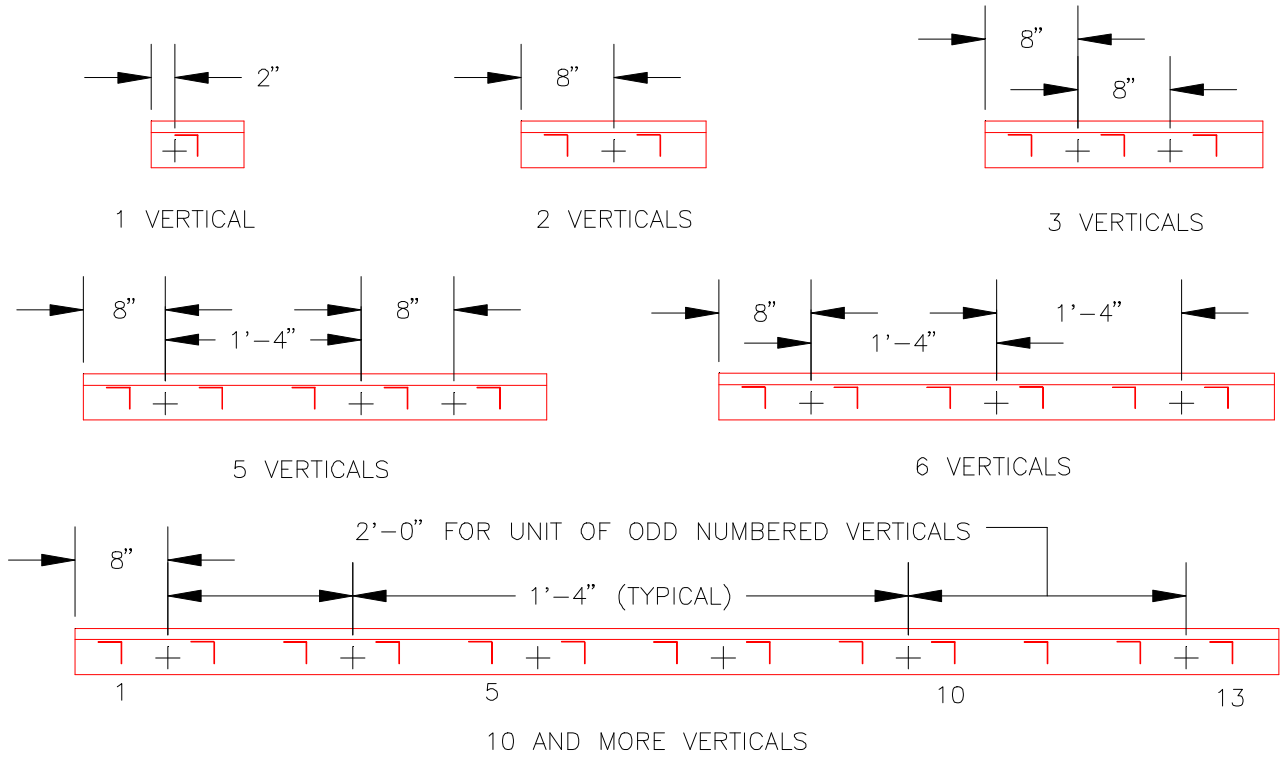 2”
8”
8”
8”
1 VERTICAL
2 VERTICALS
3 VERTICALS
8”
1’-4”
8”
8”
1’-4”
1’-4”
5 VERTICALS
6 VERTICALS
2’-0” FOR UNIT OF ODD NUMBERED VERTICALS
8”
1’-4” (TYPICAL)
1
5
10
13
10 AND MORE VERTICALS